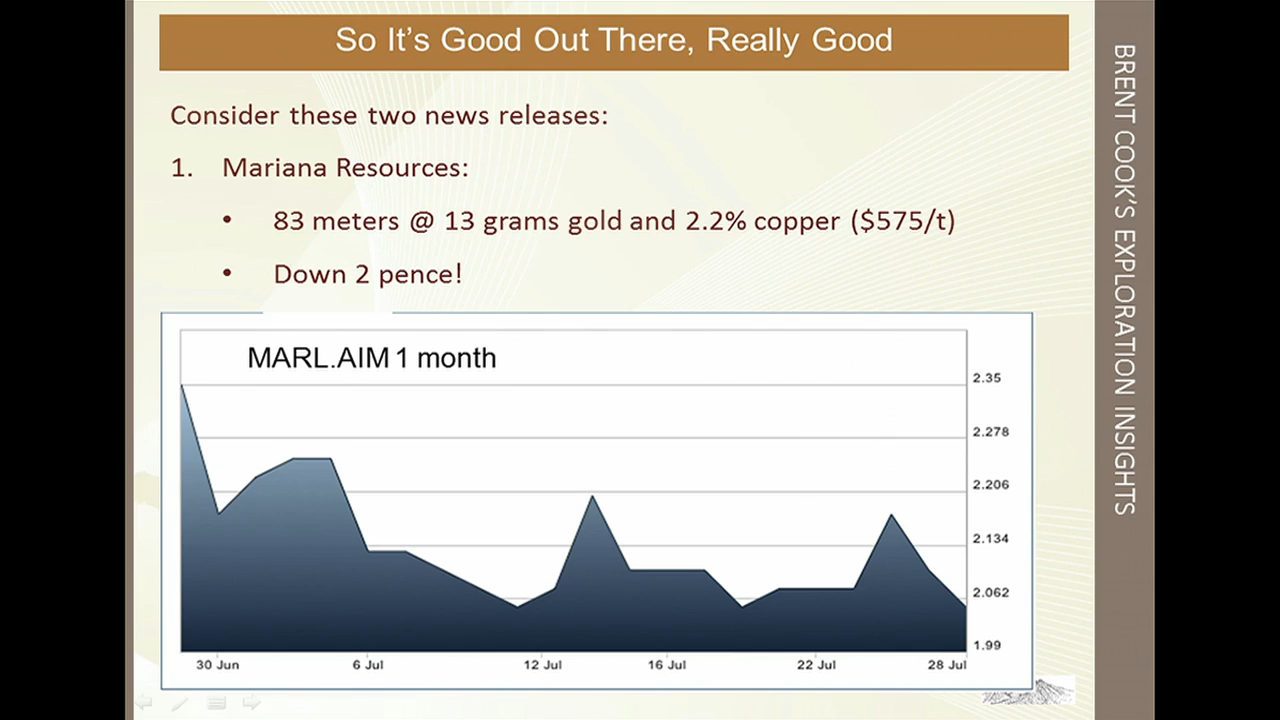 So It’s Good Out There, Really Good
Consider these two news releases:
1. Mariana Resources:
• 83 meters @ 13 grams gold and 2.2% copper ($575/t)
• Down 2 pence!
MARL.AIM 1 month
2.35
2.278
2.206
2.134
2.062
1.99
30 Jun
6 Jul
12 Jul
16 Jul
22 Jul
28 Jul
BRENT COOK’S EXPLORATION INSIGHTS